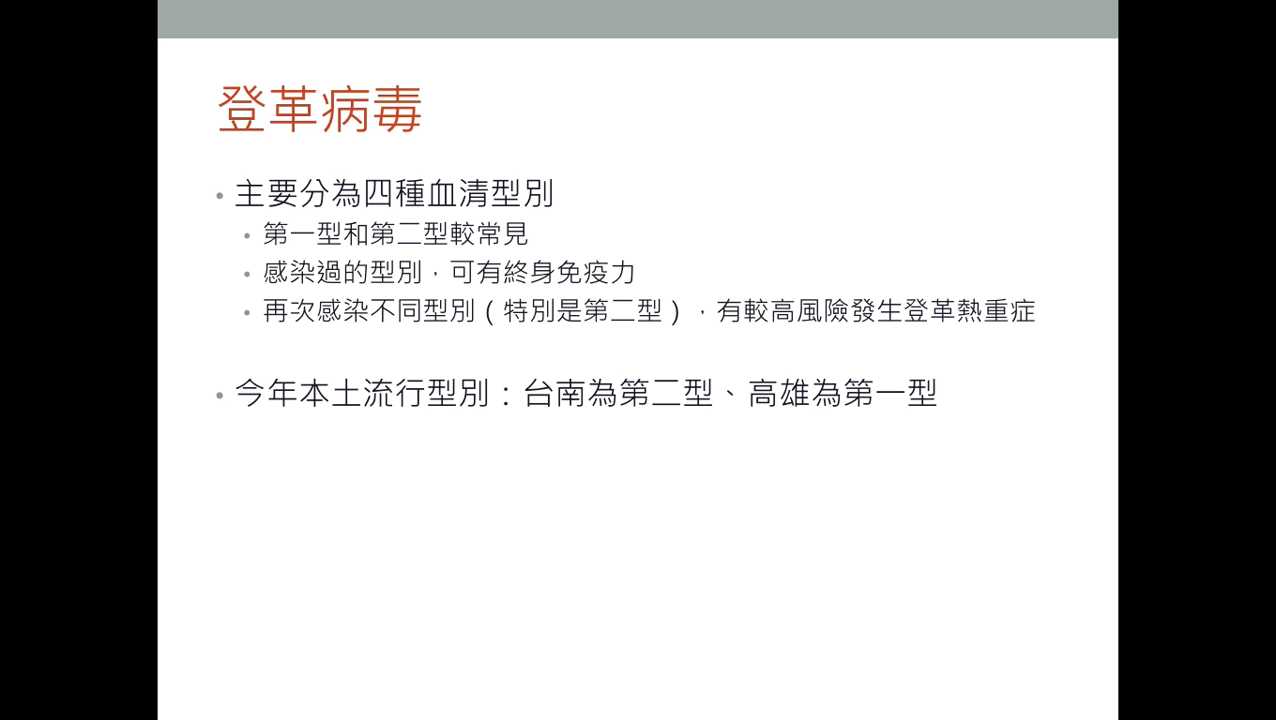 登革病毒
• 主要分為四種血清型別
• 第一型和第二型較常見
• 感染過的型別，可有終身免疫力
• 再次感染不同型別（特別是第二型），有較高風險發生登革熱重症
• 今年本土流行型別：台南為第二型、高雄為第一型